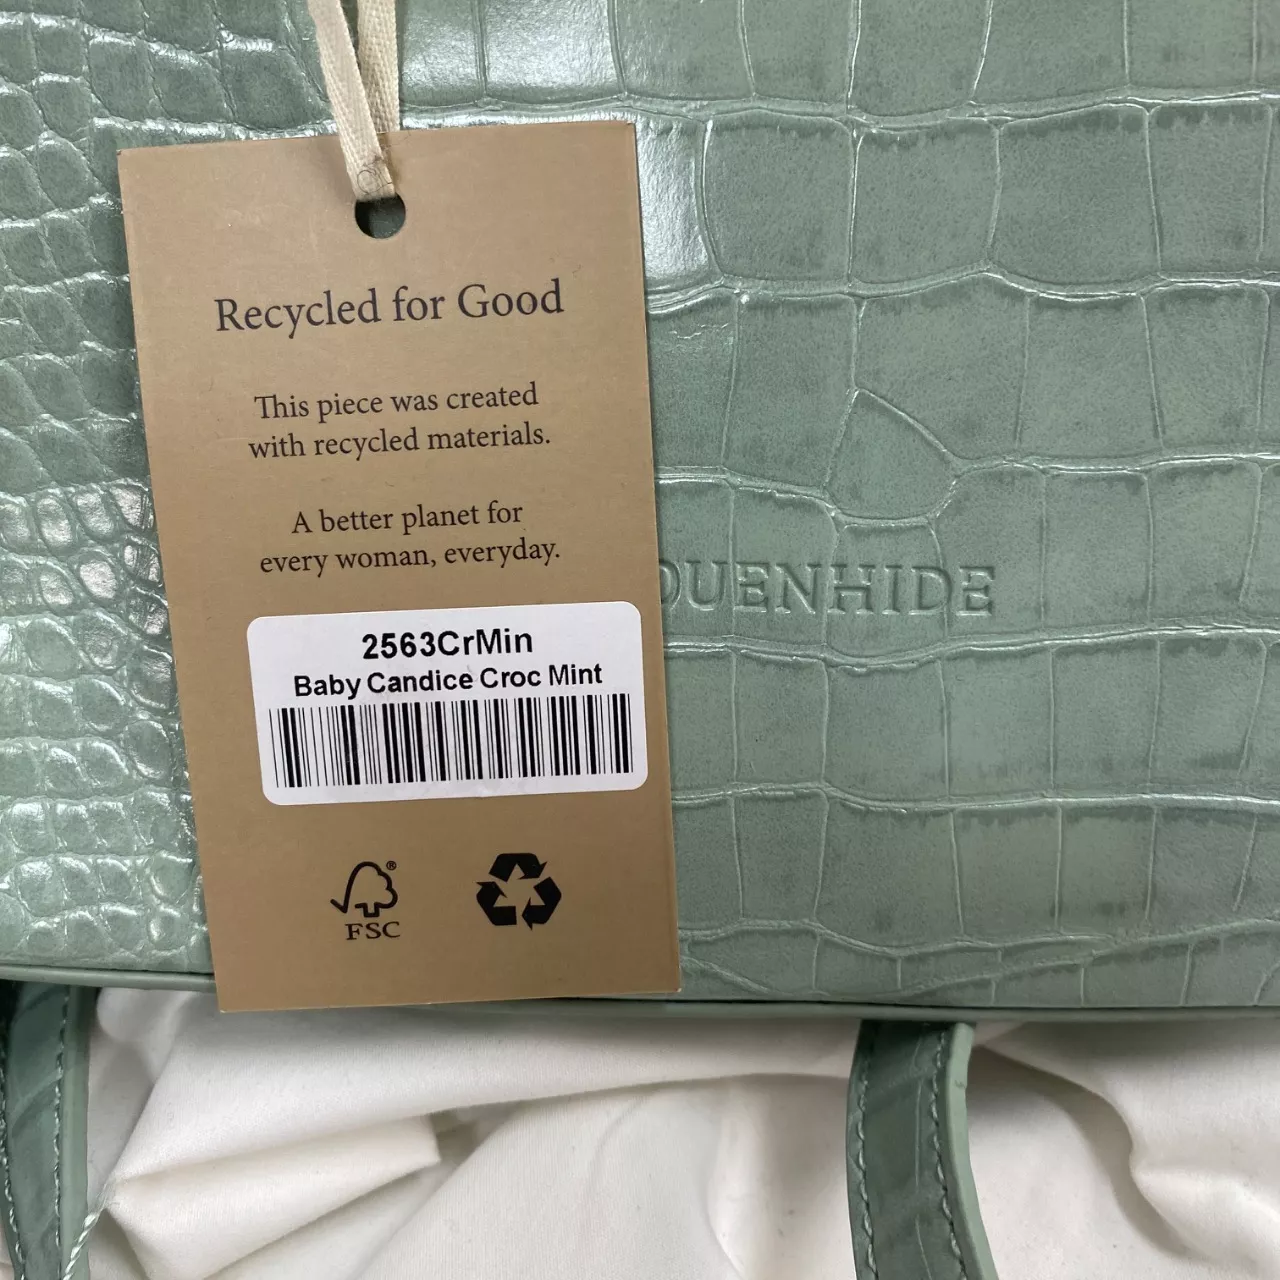 Recycled for Good
This piece was created
with recycled materials.
A better planet for
every woman, everyday.
OUENHIDE
2563CrMin
Baby Candice Croc Mint
®
FSC